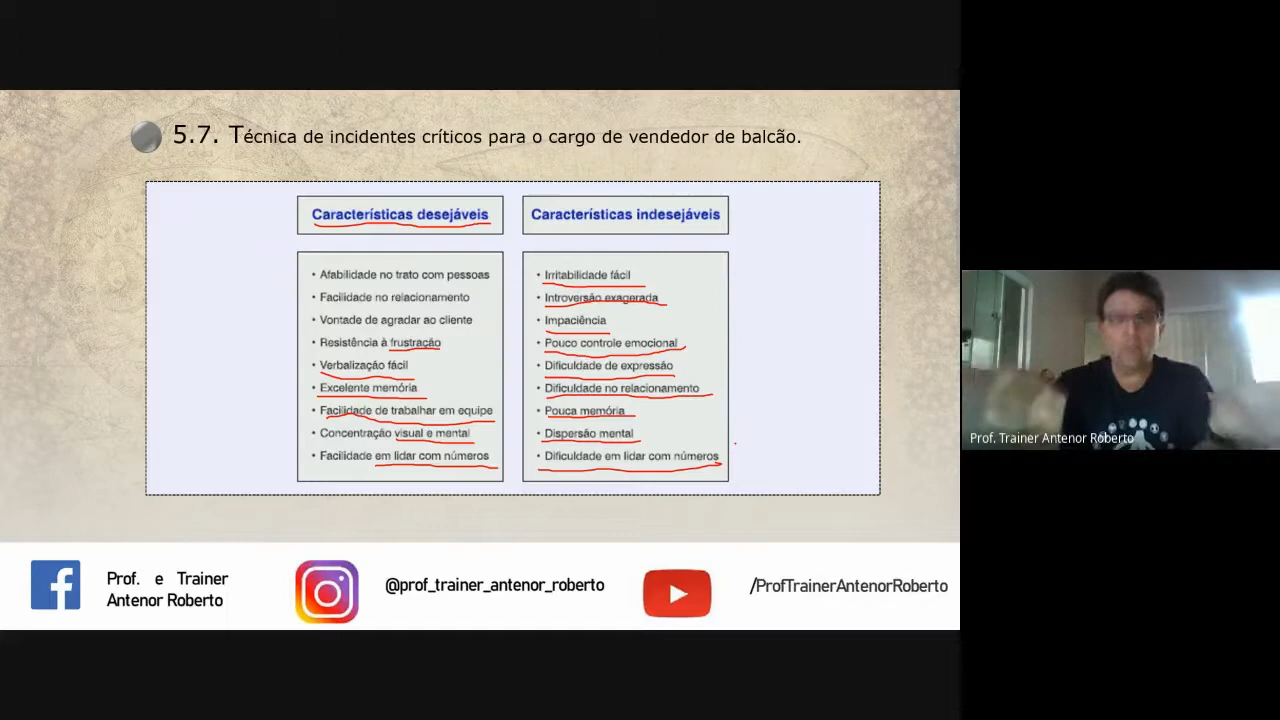 5.7. Técnica de incidentes críticos para o cargo de vendedor de balcão.
Características desejáveis
• Afabilidade no trato com pessoas
• Facilidade no relacionamento
• Vontade de agradar ao cliente
• Resistência à frustração
• Verbalização fácil
• Excelente memória
• Facilidade de trabalhar em equipe
• Concentração visual e mental
• Facilidade em lidar com números
Características indesejáveis
• Irritabilidade fácil
• Introversão exagerada
• Impaciência
• Pouco controle emocional
• Dificuldade de expressão
• Dificuldade no relacionamento
• Pouca memória
• Dispersão mental
• Dificuldade em lidar com números
Prof. Trainer Antenor Roberto
Prof. e Trainer
Antenor Roberto
@prof_trainer_antenor_roberto
/ProfTrainerAntenorRoberto